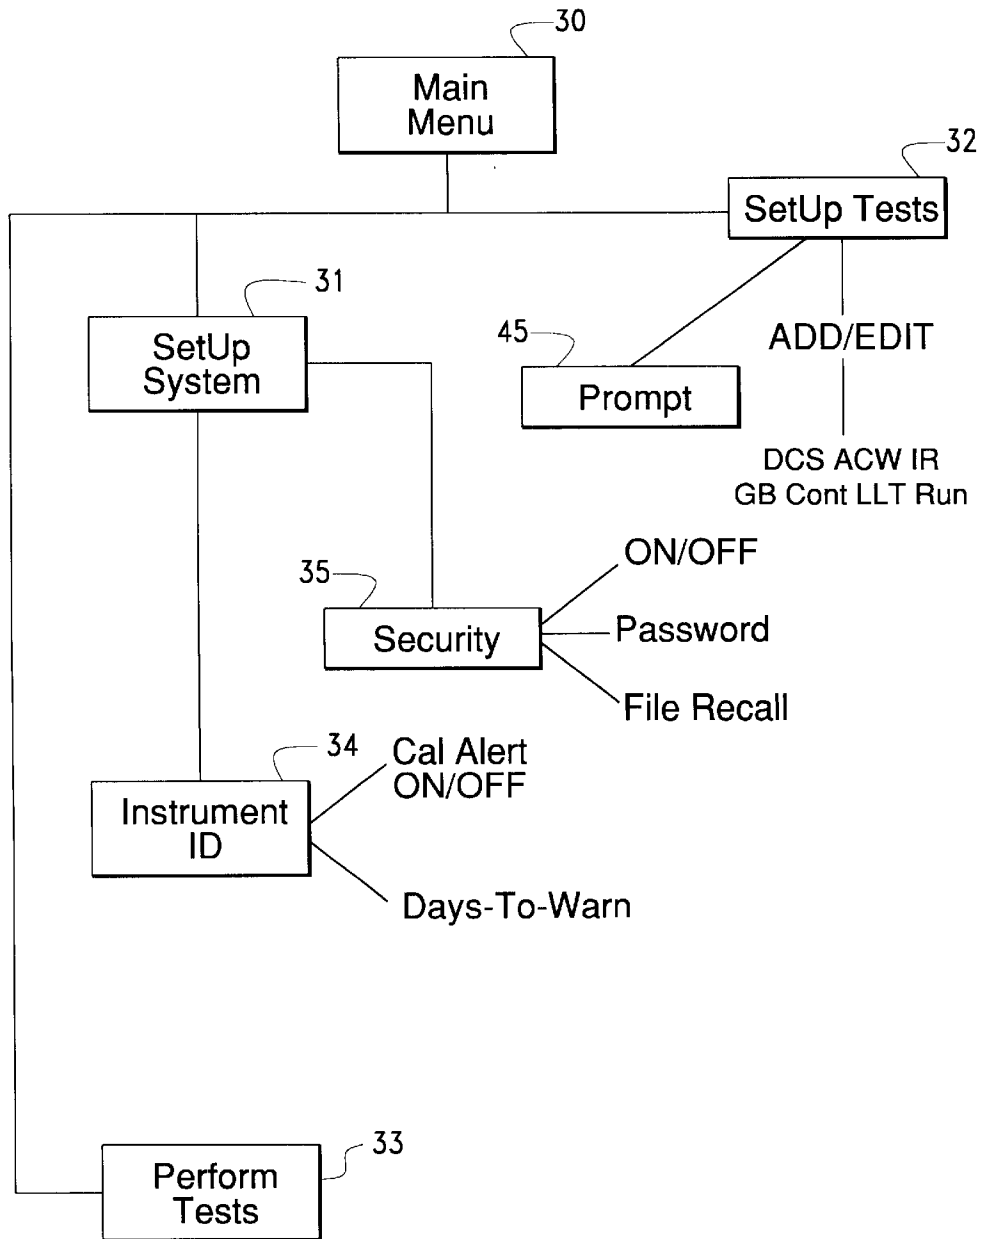 30
Main
Menu
32
SetUp Tests
31
SetUp
System
45
Prompt
ADD/EDIT
DCS ACW IR
GB Cont LLT Run
35
Security
ON/OFF
Password
File Recall
34
Instrument
ID
Cal Alert
ON/OFF
Days-To-Warn
33
Perform
Tests